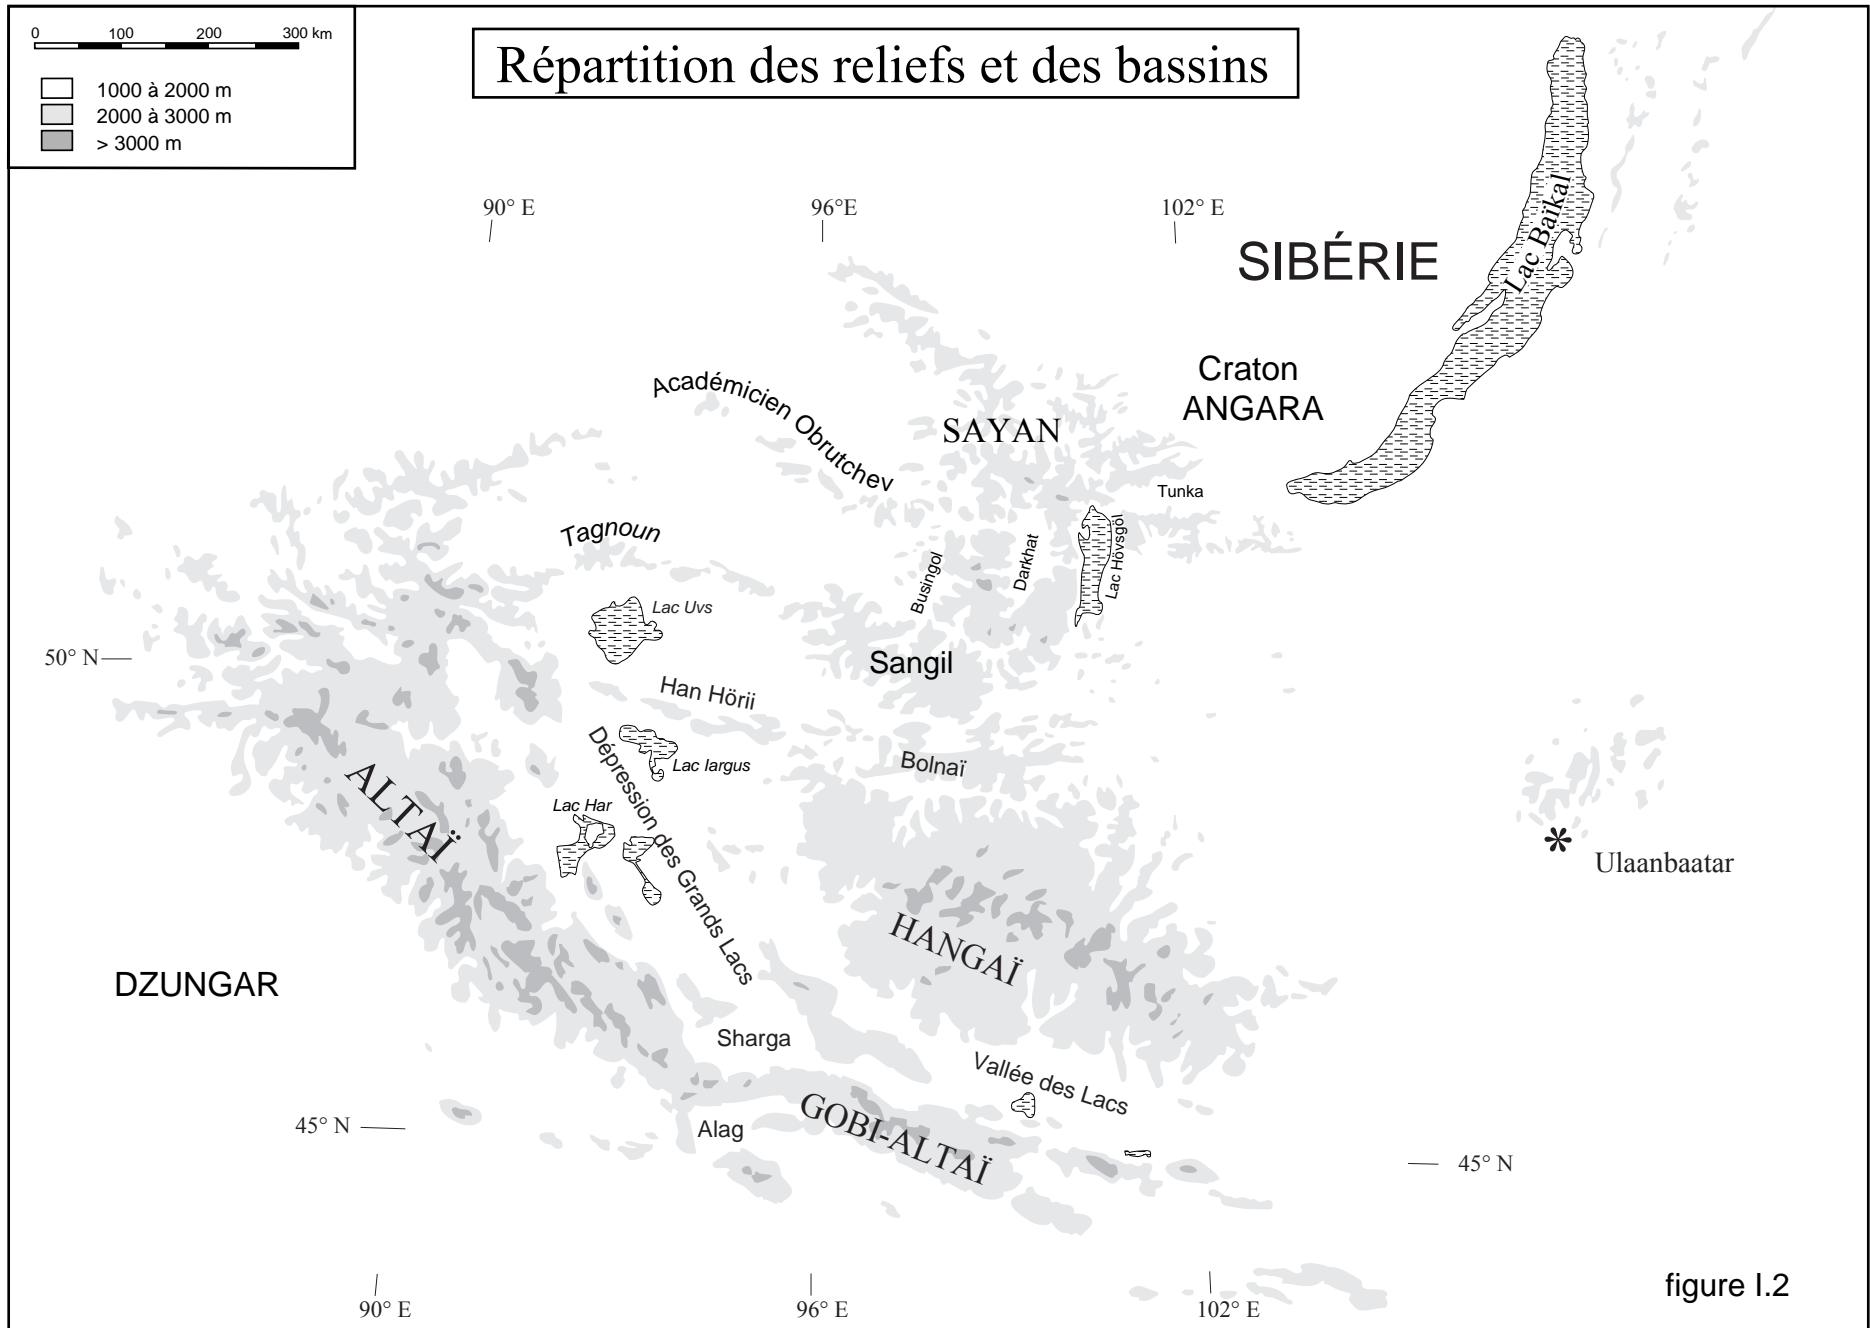 0 100 200 300 km
1000 à 2000 m
2000 à 3000 m
> 3000 m
Répartition des reliefs et des bassins
90° E
96°E
102° E
SIBÉRIE
Lac Baïkal
Craton
ANGARA
Académicien Obrutchev
SAYAN
Tunka
Tagnoun
Busingol
Darkhat
Lac Hövsgöl
Lac Uvs
50° N
Sangil
Han Hörii
Dépression des Grands Lacs
Lac Iargus
Bolnaï
ALTAÏ
Lac Har
Ulaanbaatar
HANGAÏ
DZUNGAR
Sharga
Vallée des Lacs
GOBI-ALTAÏ
45° N
Alag
45° N
90° E
96° E
102° E
figure I.2